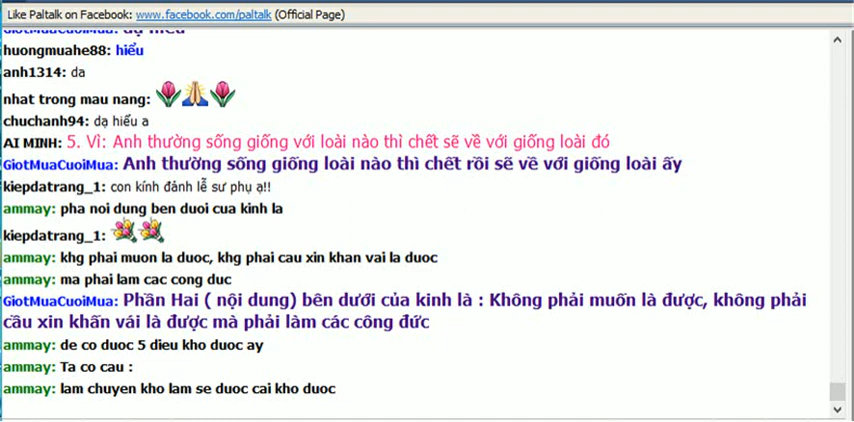 Like Paltalk on Facebook: www.facebook.com/paltalk (Official Page)
GiotMuaCuoiMua: dạ hiểu
huongmuahe88: hiểu
anh1314: da
nhat trong mau nang:
chuchanh94: dạ hiểu a
AI MINH: 5. Vì: Anh thường sống giống với loài nào thì chết sẽ về với giống loài đó
GiotMuaCuoiMua: Anh thường sống giống loài nào thì chết rồi sẽ về với giống loài ấy
kiepdatrang_1: con kính đảnh lễ sư phụ ạ!!
ammay: pha noi dung ben duoi cua kinh la
kiepdatrang_1:
ammay: khg phai muon la duoc, khg phai cau xin khan vai la duoc
ammay: ma phai lam cac cong duc
GiotMuaCuoiMua: Phần Hai ( nội dung) bên dưới của kinh là : Không phải muốn là được, không phải
cầu xin khấn vái là được mà phải làm các công đức
ammay: de co duoc 5 dieu kho duoc ay
ammay: Ta co cau :
ammay: lam chuyen kho lam se duoc cai kho duoc